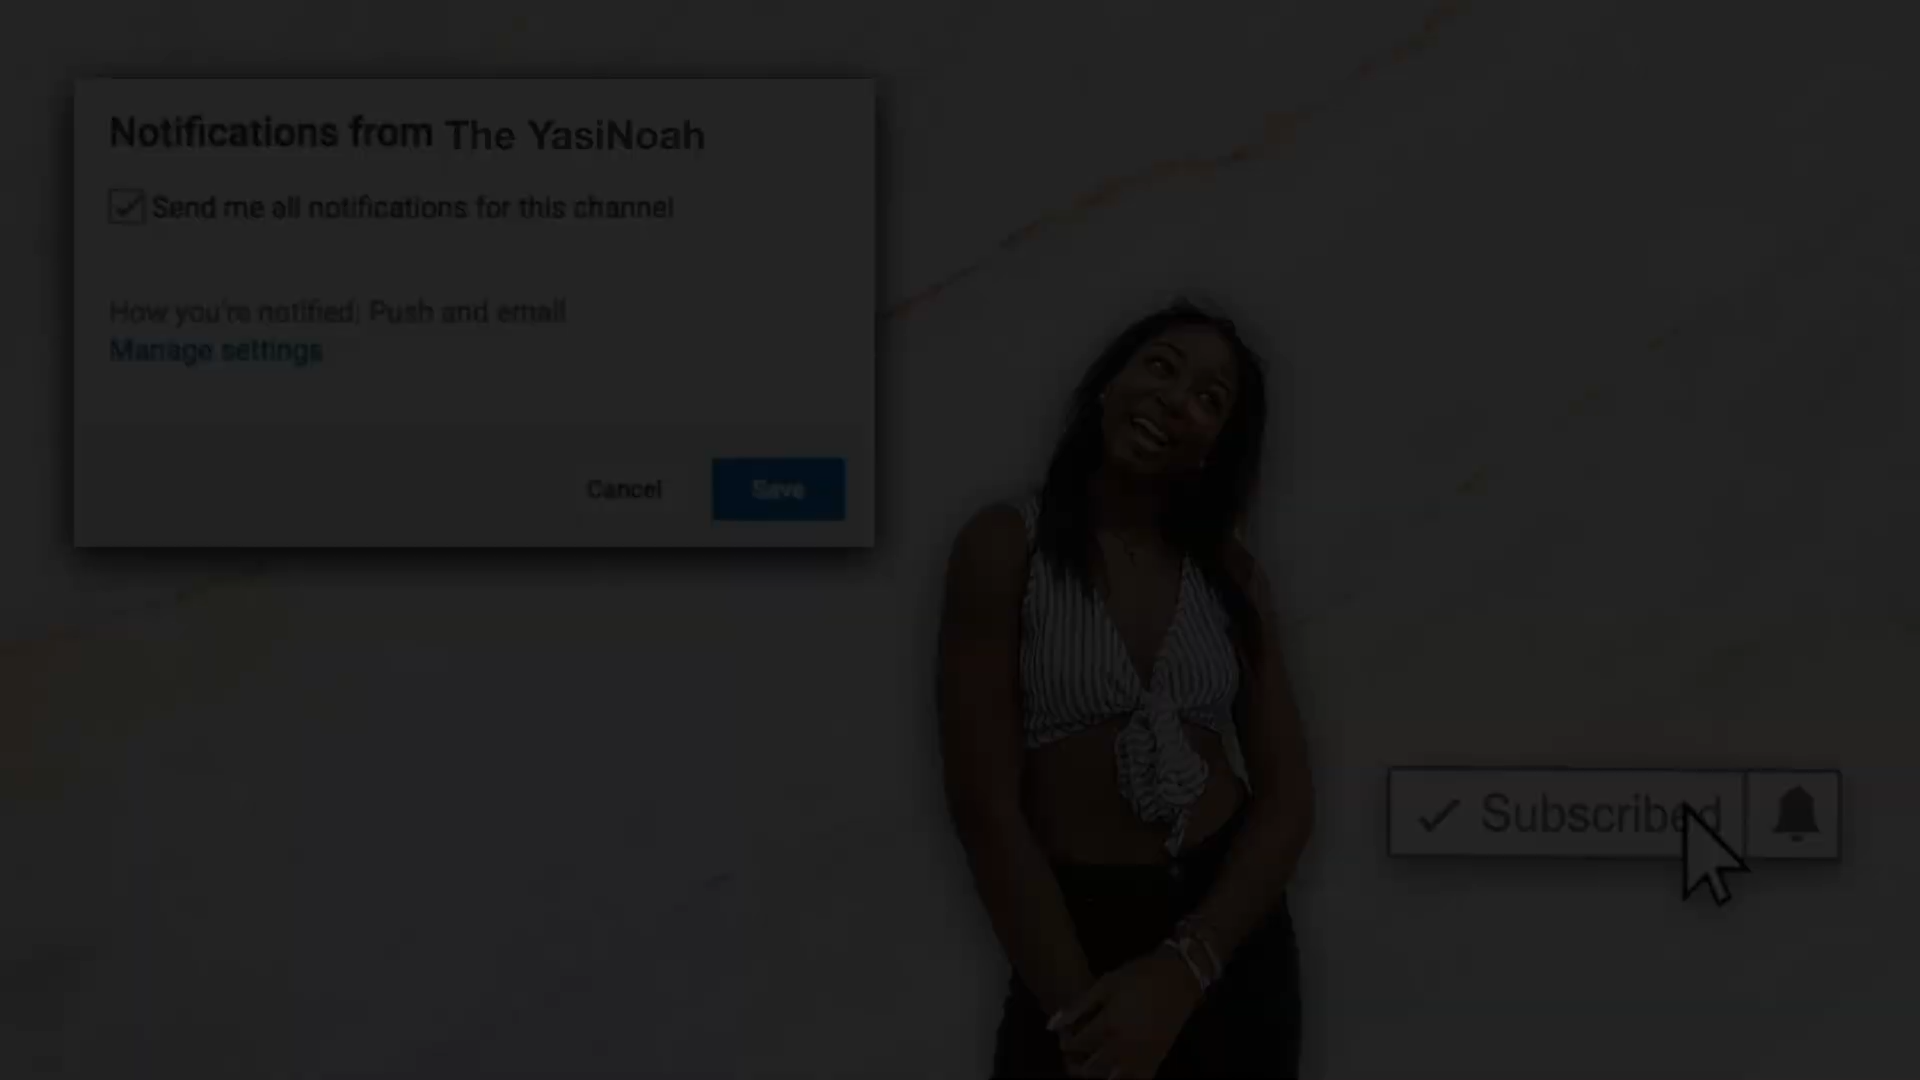 Notifications from The YasiNoah
Send me all notifications for this channel
How you're notified: Push and email
Manage settings
Cancel
Save
Subscribed